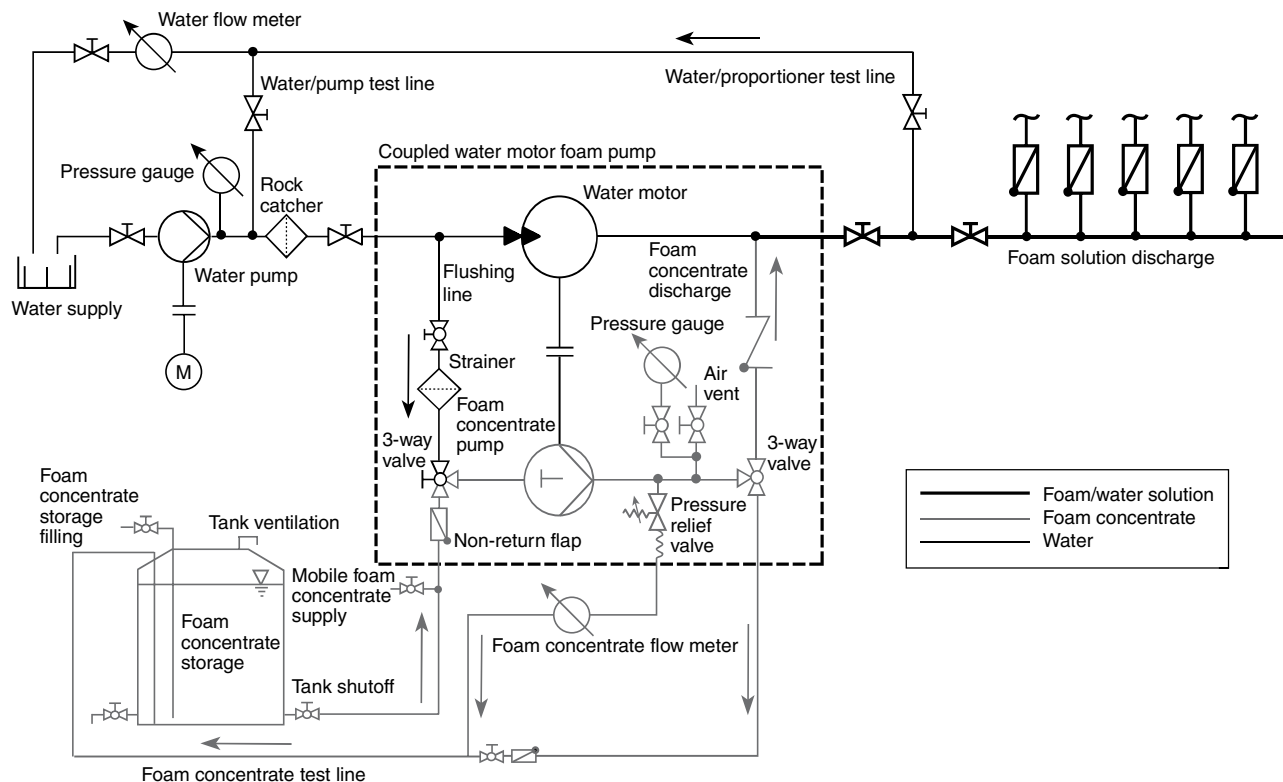 Water flow meter
Water/pump test line
Water/proportioner test line
Coupled water motor foam pump
Pressure gauge
Rock
catcher
Water motor
Water pump
Water supply
M
Flushing
line
Foam
concentrate
discharge
Foam solution discharge
Pressure gauge
Air
vent
Strainer
Foam
concentrate
pump
3-way
valve
3-way
valve
Foam
concentrate
storage
filling
Tank ventilation
Non-return flap
Pressure
relief
valve
Foam/water solution
Foam concentrate
Water
Mobile foam
concentrate
supply
Foam
concentrate
storage
Foam concentrate flow meter
Tank shutoff
Foam concentrate test line